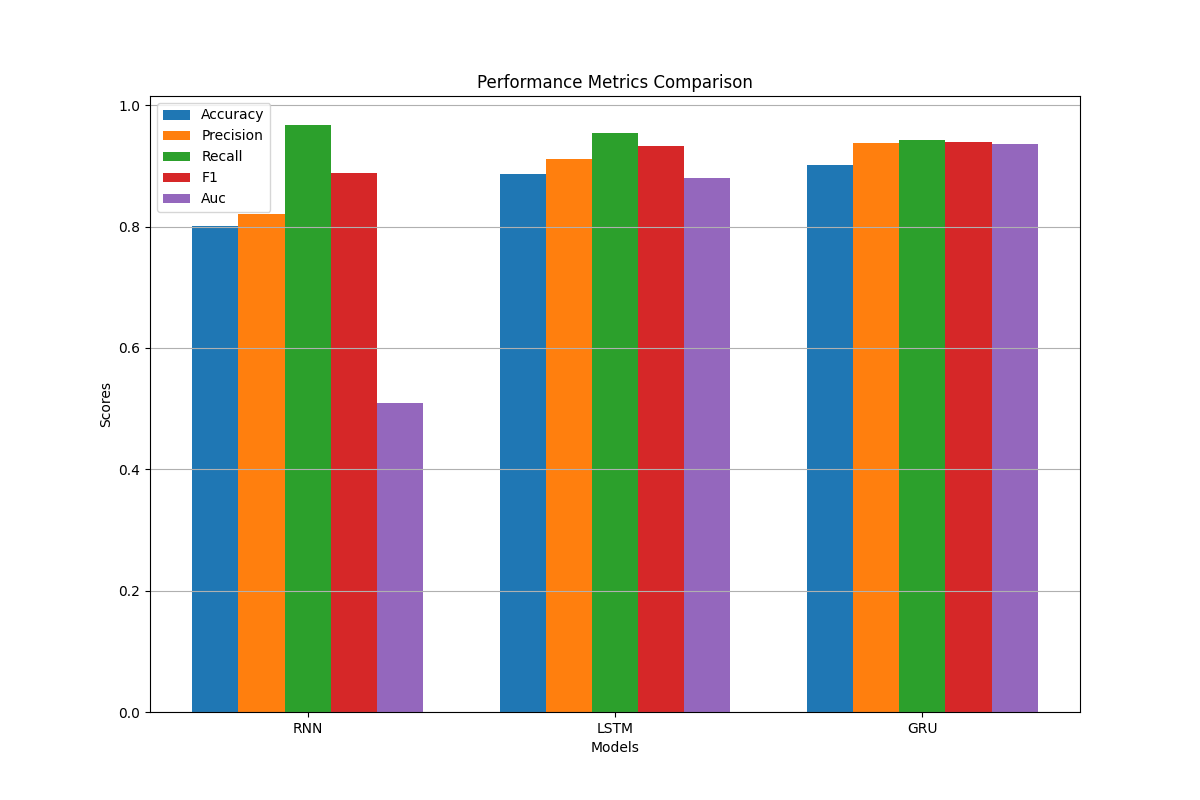 Performance Metrics Comparison
Accuracy
Precision
Recall
F1
Auc
1.0
0.8
0.6
0.4
0.2
0.0
Scores
RNN
LSTM
GRU
Models